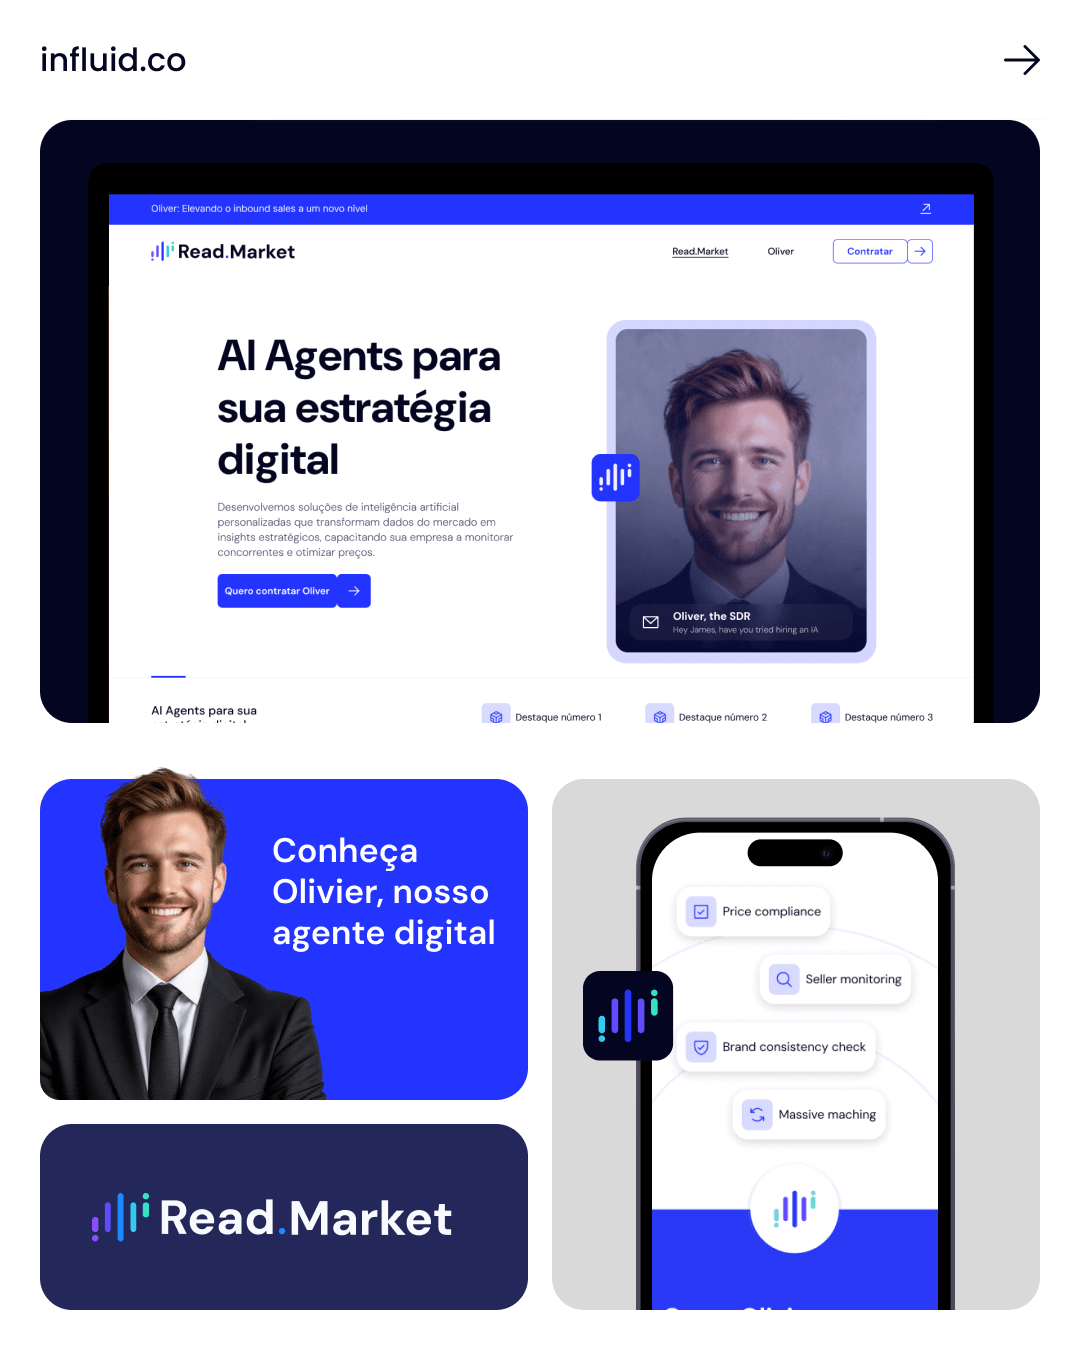 influid.co
Oliver: Elevando o inbound sales a um novo nivel
Read.Market
Read.Market
Oliver
Contratar
AI Agents para
sua estratégia
digital
Desenvolvemos soluções de inteligência artificial
personalizadas que transformam dados do mercado em
insights estratégicos, capacitando sua empresa a monitorar
concorrentes e otimizar preços.
Quero contratar Oliver
Oliver, the SDR
Hey James, have you tried hiring an IA
AI Agents para sua
estratégia digital
Destaque número 1
Destaque número 2
Destaque número 3
Conheça
Olivier, nosso
agente digital
Read.Market
Price compliance
Seller monitoring
Brand consistency check
Massive maching